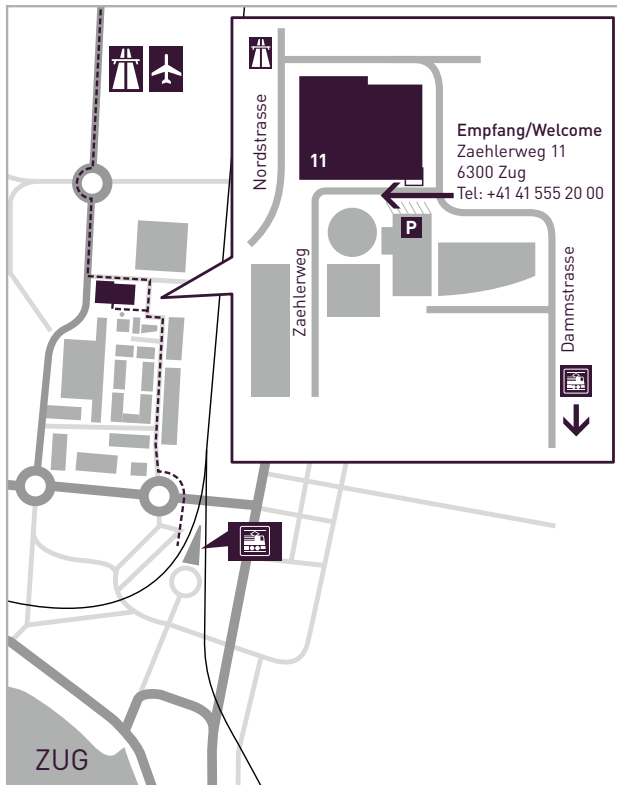 Nordstrasse
11
Empfang/Welcome
Zaehlerweg 11
6300 Zug
Tel: +41 41 555 20 00
P
Zaehlerweg
Dammstrasse
ZUG